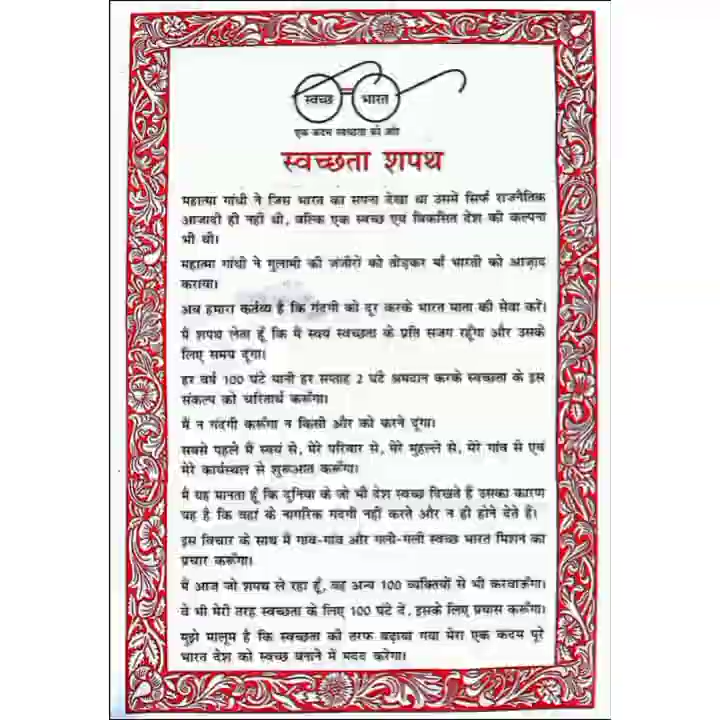 स्वच्छ भारत
एक कदम स्वच्छता की ओर
स्वच्छता शपथ
महात्मा गांधी ने जिस भारत का सपना देखा था उसमें सिर्फ राजनैतिक
आजादी ही नहीं थी, बल्कि एक स्वच्छ एवं विकसित देश की कल्पना
भी थी।
महात्मा गांधी ने गुलामी की जंजीरों को तोड़कर माँ भारती को आज़ाद
कराया।
अब हमारा कर्तव्य है कि गंदगी को दूर करके भारत माता की सेवा करें।
मैं शपथ लेता हूँ कि मैं स्वयं स्वच्छता के प्रति सजग रहूँगा और उसके
लिए समय दूंगा।
हर वर्ष 100 घंटे यानी हर सप्ताह 2 घंटे श्रमदान करके स्वच्छता के इस
संकल्प को चरितार्थ करूँगा।
मैं न गंदगी करूँगा न किसी और को करने दूंगा।
सबसे पहले मैं स्वयं से, मेरे परिवार से, मेरे मुहल्ले से, मेरे गांव से एवं
मेरे कार्यस्थल से शुरूआत करूँगा।
मैं यह मानता हूँ कि दुनिया के जो भी देश स्वच्छ दिखते हैं उसका कारण
यह है कि वहां के नागरिक गंदगी नहीं करते और न ही होने देते हैं।
इस विचार के साथ मैं गांव-गांव और गली-गली स्वच्छ भारत मिशन का
प्रचार करूँगा।
मैं आज जो शपथ ले रहा हूँ, वह अन्य 100 व्यक्तियों से भी करवाऊँगा।
वे भी मेरी तरह स्वच्छता के लिए 100 घंटे दें, इसके लिए प्रयास करूँगा।
मुझे मालूम है कि स्वच्छता की तरफ बढ़ाया गया मेरा एक कदम पूरे
भारत देश को स्वच्छ बनाने में मदद करेगा।